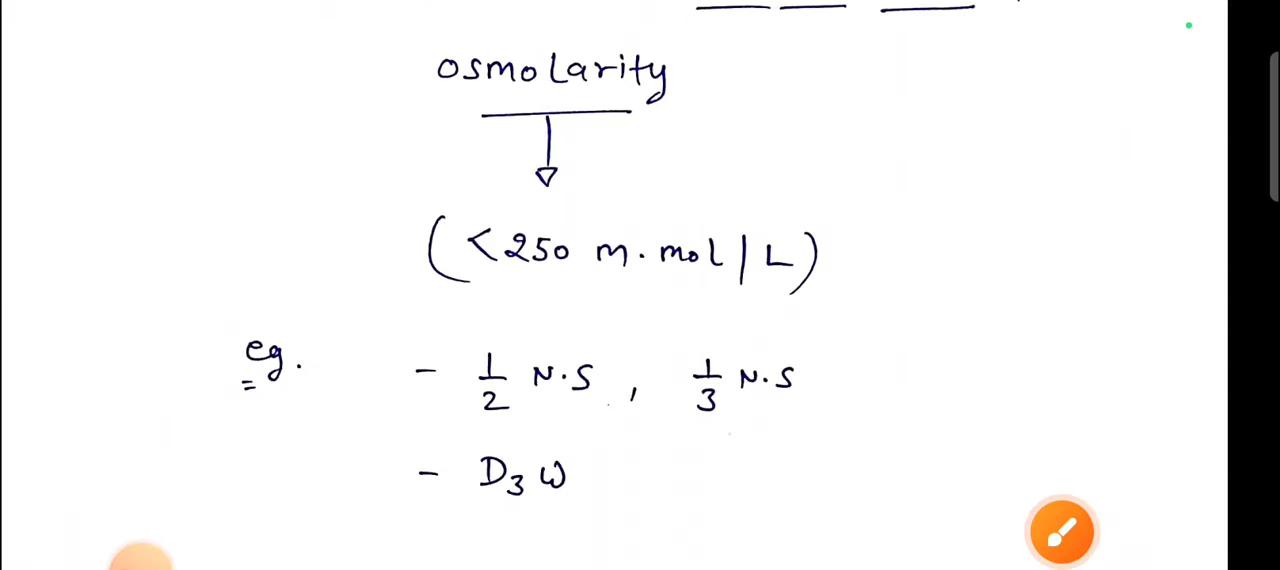 osmolarity
(<250 m.mol/L)
eg. - 1/2 N.S, 1/3 N.S
- D3W